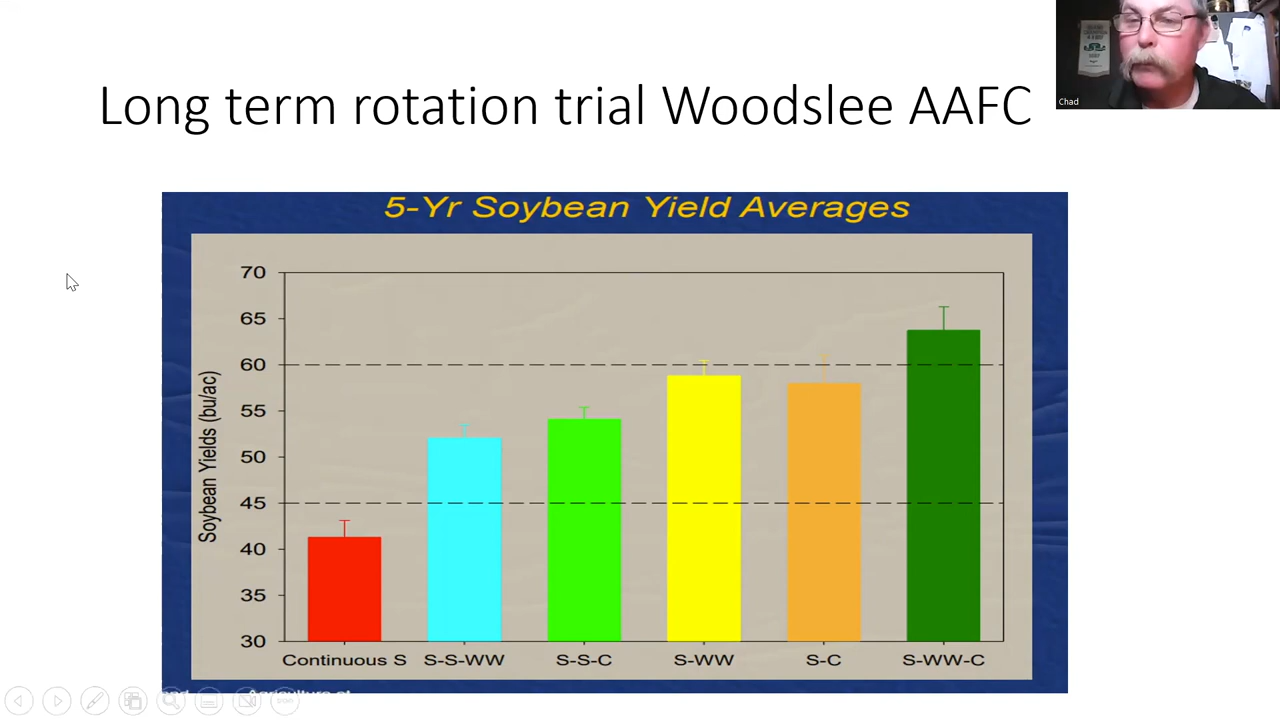 Long term rotation trial Woodslee AAFC
Chad
5-Yr Soybean Yield Averages
Soybean Yields (bu/ac)
70
65
60
55
50
45
40
35
30
Continuous S S-S-WW S-S-C S-WW S-C S-WW-C